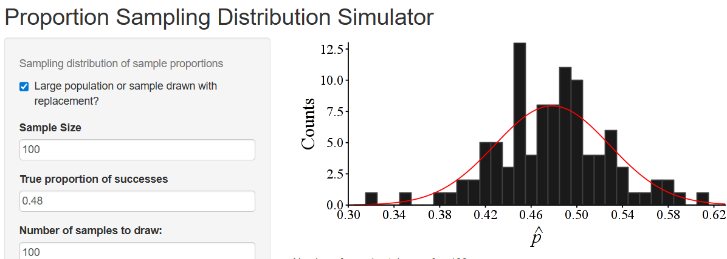 Proportion Sampling Distribution Simulator
Sampling distribution of sample proportions
Large population or sample drawn with
replacement?
Sample Size
100
True proportion of successes
0.48
Number of samples to draw:
100
12.5
10.0
7.5
5.0
2.5
0.0
Counts
0.30 0.34 0.38 0.42 0.46 0.50 0.54 0.58 0.62
p̂